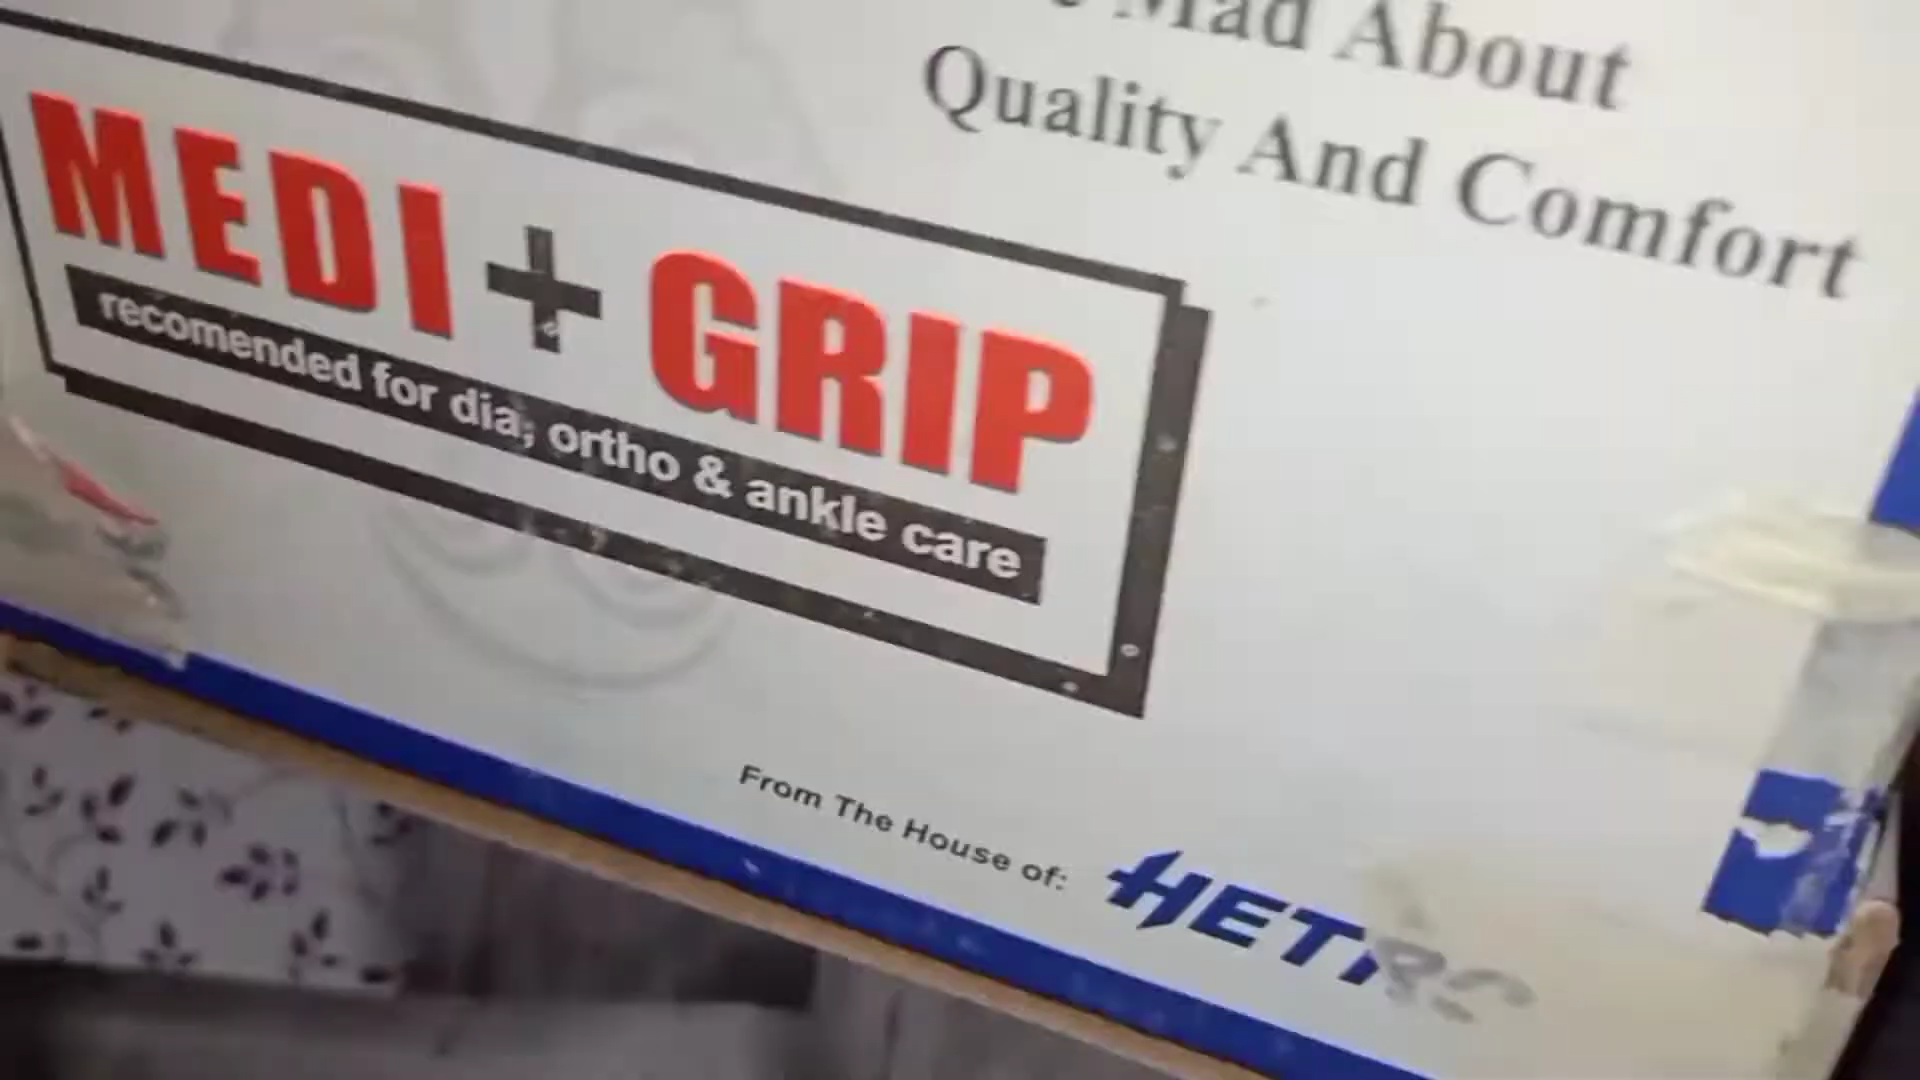 Mad About
Quality And Comfort
MEDI + GRIP
recomended for dia, ortho & ankle care
From The House of: